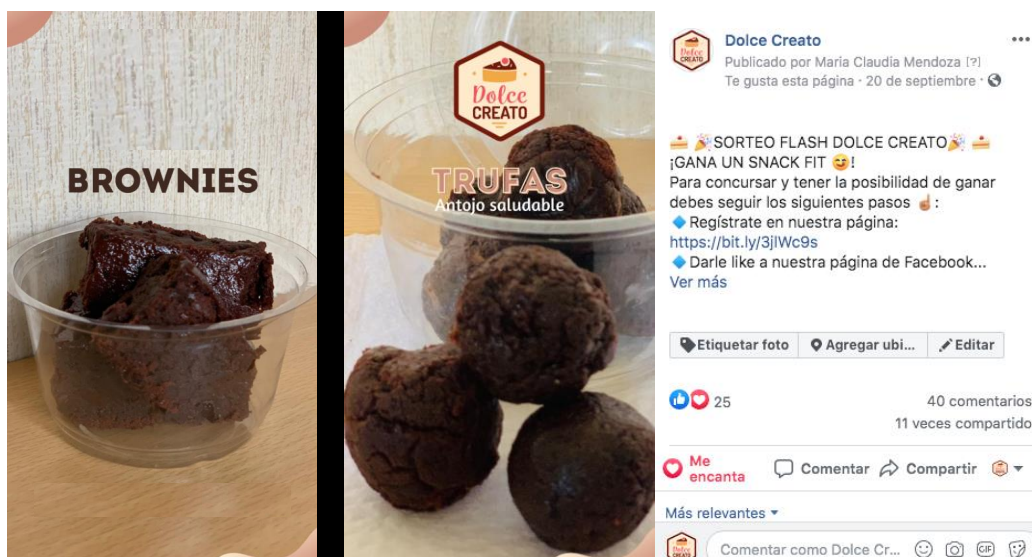 BROWNIES
Dolce
CREATO
TRUFAS
Antojo saludable
Dolce Creato
Publicado por Maria Claudia Mendoza [?]
Te gusta esta página · 20 de septiembre ·
🍰 🎉SORTEO FLASH DOLCE CREATO🎉 🍰
¡GANA UN SNACK FIT 😋!
Para concursar y tener la posibilidad de ganar
debes seguir los siguientes pasos ☝🏽:
🔹Regístrate en nuestra página:
https://bit.ly/3jlWc9s
🔹Darle like a nuestra página de Facebook...
Ver más
Etiquetar foto
Agregar ubi...
Editar
25
40 comentarios
11 veces compartido
Me
encanta
Comentar
Compartir
Más relevantes
Comentar como Dolce Cr...
GIF